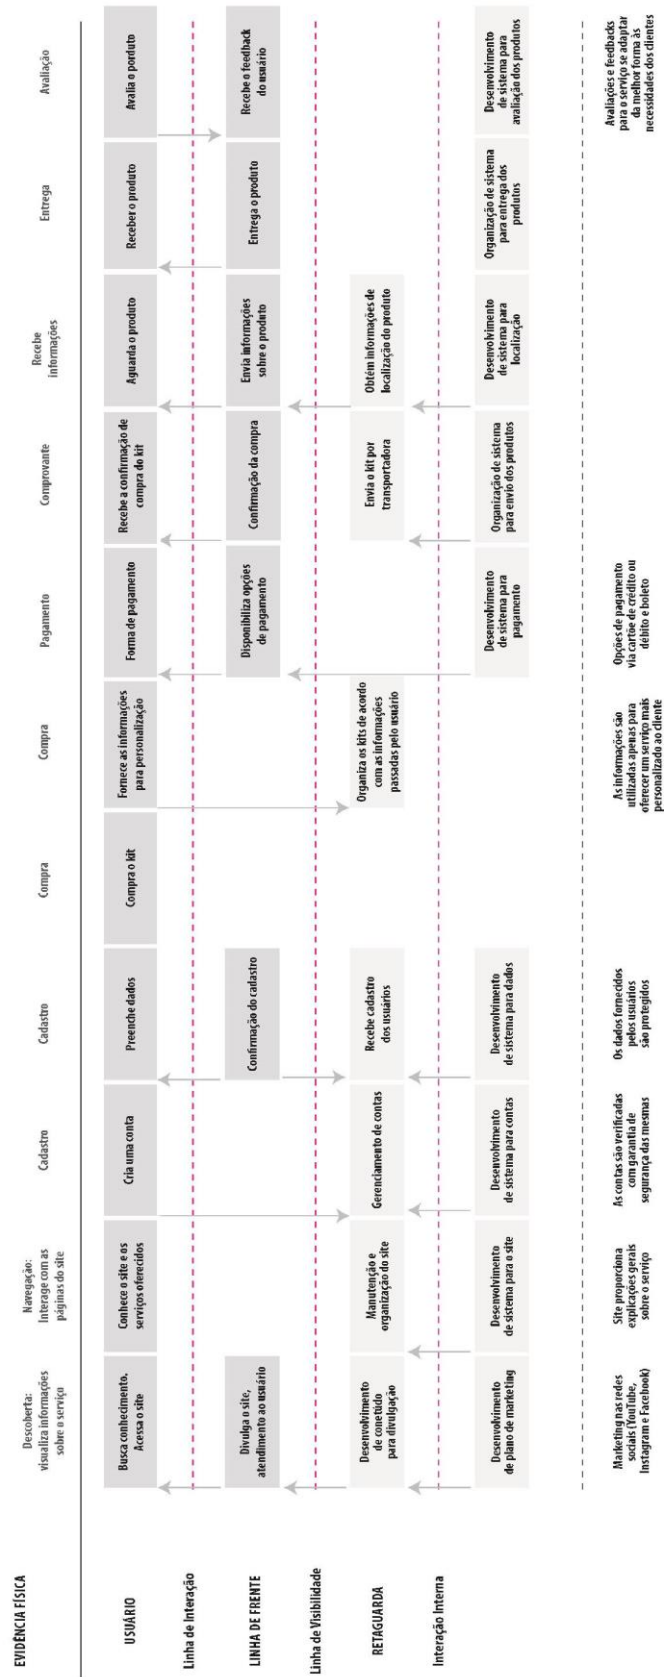 EVIDÊNCIA FÍSICA
Descoberta:
visualiza informações
sobre o serviço
Navegação:
Interage com as
páginas do site
Cadastro
Cadastro
Compra
Compra
Pagamento
Comprovante
Recebe
informações
Entrega
Avaliação
USUÁRIO
Busca conhecimento.
Acessa o site
Conhece o site e os
serviços oferecidos
Cria uma conta
Preenche dados
Compra o kit
Fornece as informações
para personalização
Forma de pagamento
Recebe a confirmação de
compra do kit
Aguarda o produto
Receber o produto
Avalia o porduto
Linha de Interação
LINHA DE FRENTE
Divulga o site,
atendimento ao usuário
Confirmação do cadastro
Disponibiliza opções
de pagamento
Confirmação da compra
Envia informações
sobre o produto
Entrega o produto
Recebe o feedback
do usuário
Linha de Visibilidade
RETAGUARDA
Desenvolvimento
de conetúdo
para divulgação
Manutenção e
organização do site
Gerenciamento de contas
Recebe cadastro
dos usuários
Organiza os kits de acordo
com as informações
passadas pelo usuário
Envia o kit por
transportadora
Obtém informações de
localização do produto
Interação Interna
Desenvolvimento
de plano de marketing
Desenvolvimento
de sistema para o site
Desenvolvimento
de sistema para contas
Desenvolvimento
de sistema para dados
Desenvolvimento
de sistema para
pagamento
Organização de sistema
para envio dos produtos
Desenvolvimento
de sistema para
localização
Organização de sistema
para entrega dos
produtos
Desenvolvimento
de sistema para
avaliação dos produtos
Marketing nas redes
sociais (YouTube,
Instagram e Facebook)
Site proporciona
explicações gerais
sobre o serviço
As contas são verificadas
com garantia de
segurança das mesmas
Os dados fornecidos
pelos usuários
são protegidos
As informações são
utilizadas apenas para
oferecer um serviço mais
personalizado ao cliente
Opções de pagamento
via cartõe de crédito ou
débito e boleto
Avaliações e feedbacks
para o serviço se adaptar
da melhor forma às
necessidades dos clientes